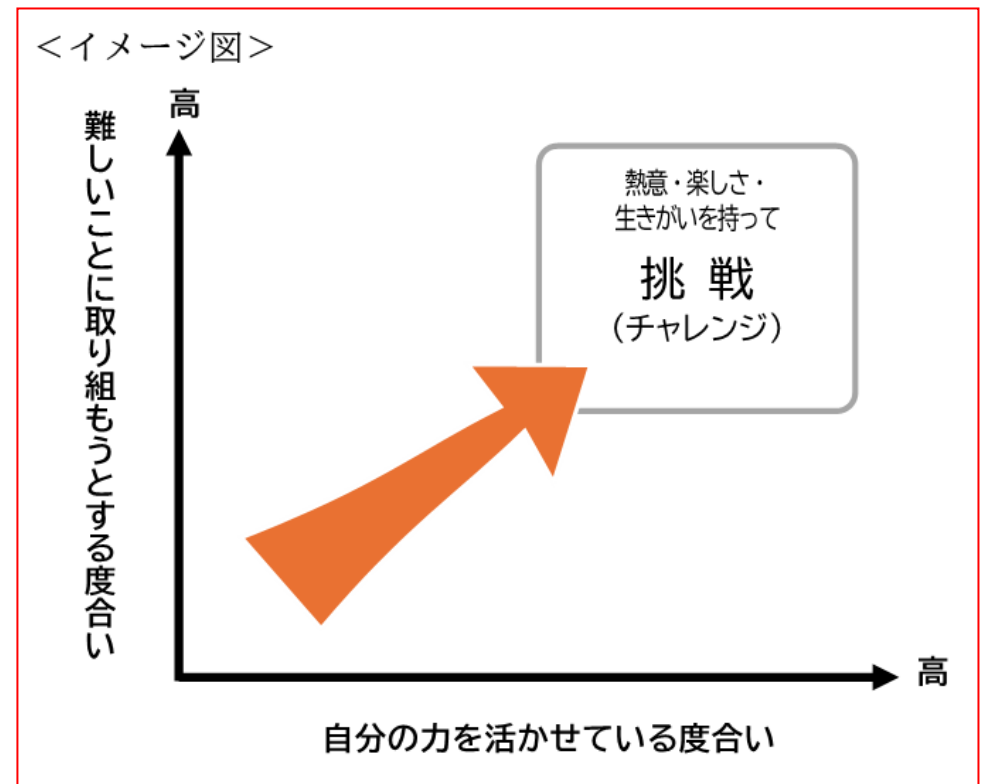 ＜イメージ図＞
高
難しいことに取り組もうとする度合い
熱意・楽しさ・
生きがいを持って
挑 戦
（チャレンジ）
高
自分の力を活かせている度合い